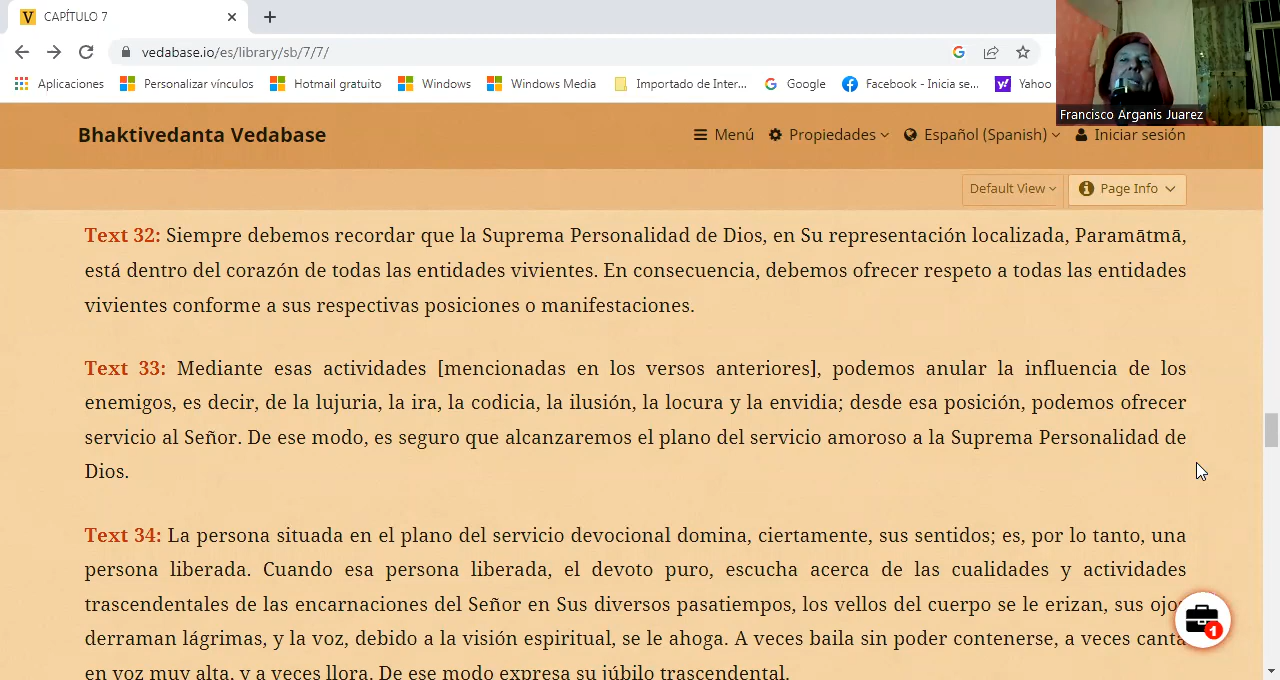 CAPÍTULO 7
vedabase.io/es/library/sb/7/7/
Aplicaciones Personalizar vínculos Hotmail gratuito Windows Windows Media Importado de Inter... Google Facebook - Inicia se... Yahoo
Francisco Arganis Juarez
Bhaktivedanta Vedabase Menú Propiedades Español (Spanish) Iniciar sesión
Default View Page Info
Text 32: Siempre debemos recordar que la Suprema Personalidad de Dios, en Su representación localizada, Paramātmā,
está dentro del corazón de todas las entidades vivientes. En consecuencia, debemos ofrecer respeto a todas las entidades
vivientes conforme a sus respectivas posiciones o manifestaciones.
Text 33: Mediante esas actividades [mencionadas en los versos anteriores], podemos anular la influencia de los
enemigos, es decir, de la lujuria, la ira, la codicia, la ilusión, la locura y la envidia; desde esa posición, podemos ofrecer
servicio al Señor. De ese modo, es seguro que alcanzaremos el plano del servicio amoroso a la Suprema Personalidad de
Dios.
Text 34: La persona situada en el plano del servicio devocional domina, ciertamente, sus sentidos; es, por lo tanto, una
persona liberada. Cuando esa persona liberada, el devoto puro, escucha acerca de las cualidades y actividades
trascendentales de las encarnaciones del Señor en Sus diversos pasatiempos, los vellos del cuerpo se le erizan, sus ojo
derraman lágrimas, y la voz, debido a la visión espiritual, se le ahoga. A veces baila sin poder contenerse, a veces canta
1
en voz muy alta, y a veces llora. De ese modo expresa su júbilo trascendental.